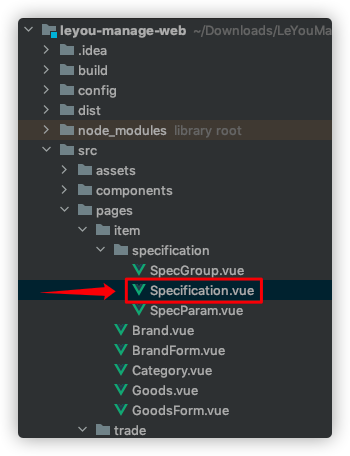 leyou-manage-web ~/Downloads/LeYouMa
.idea
build
config
dist
node_modules library root
src
assets
components
pages
item
specification
SpecGroup.vue
Specification.vue
SpecParam.vue
Brand.vue
BrandForm.vue
Category.vue
Goods.vue
GoodsForm.vue
trade